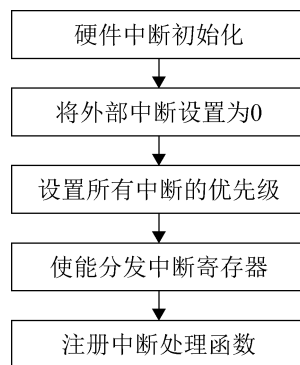 硬件中断初始化
将外部中断设置为0
设置所有中断的优先级
使能分发中断寄存器
注册中断处理函数